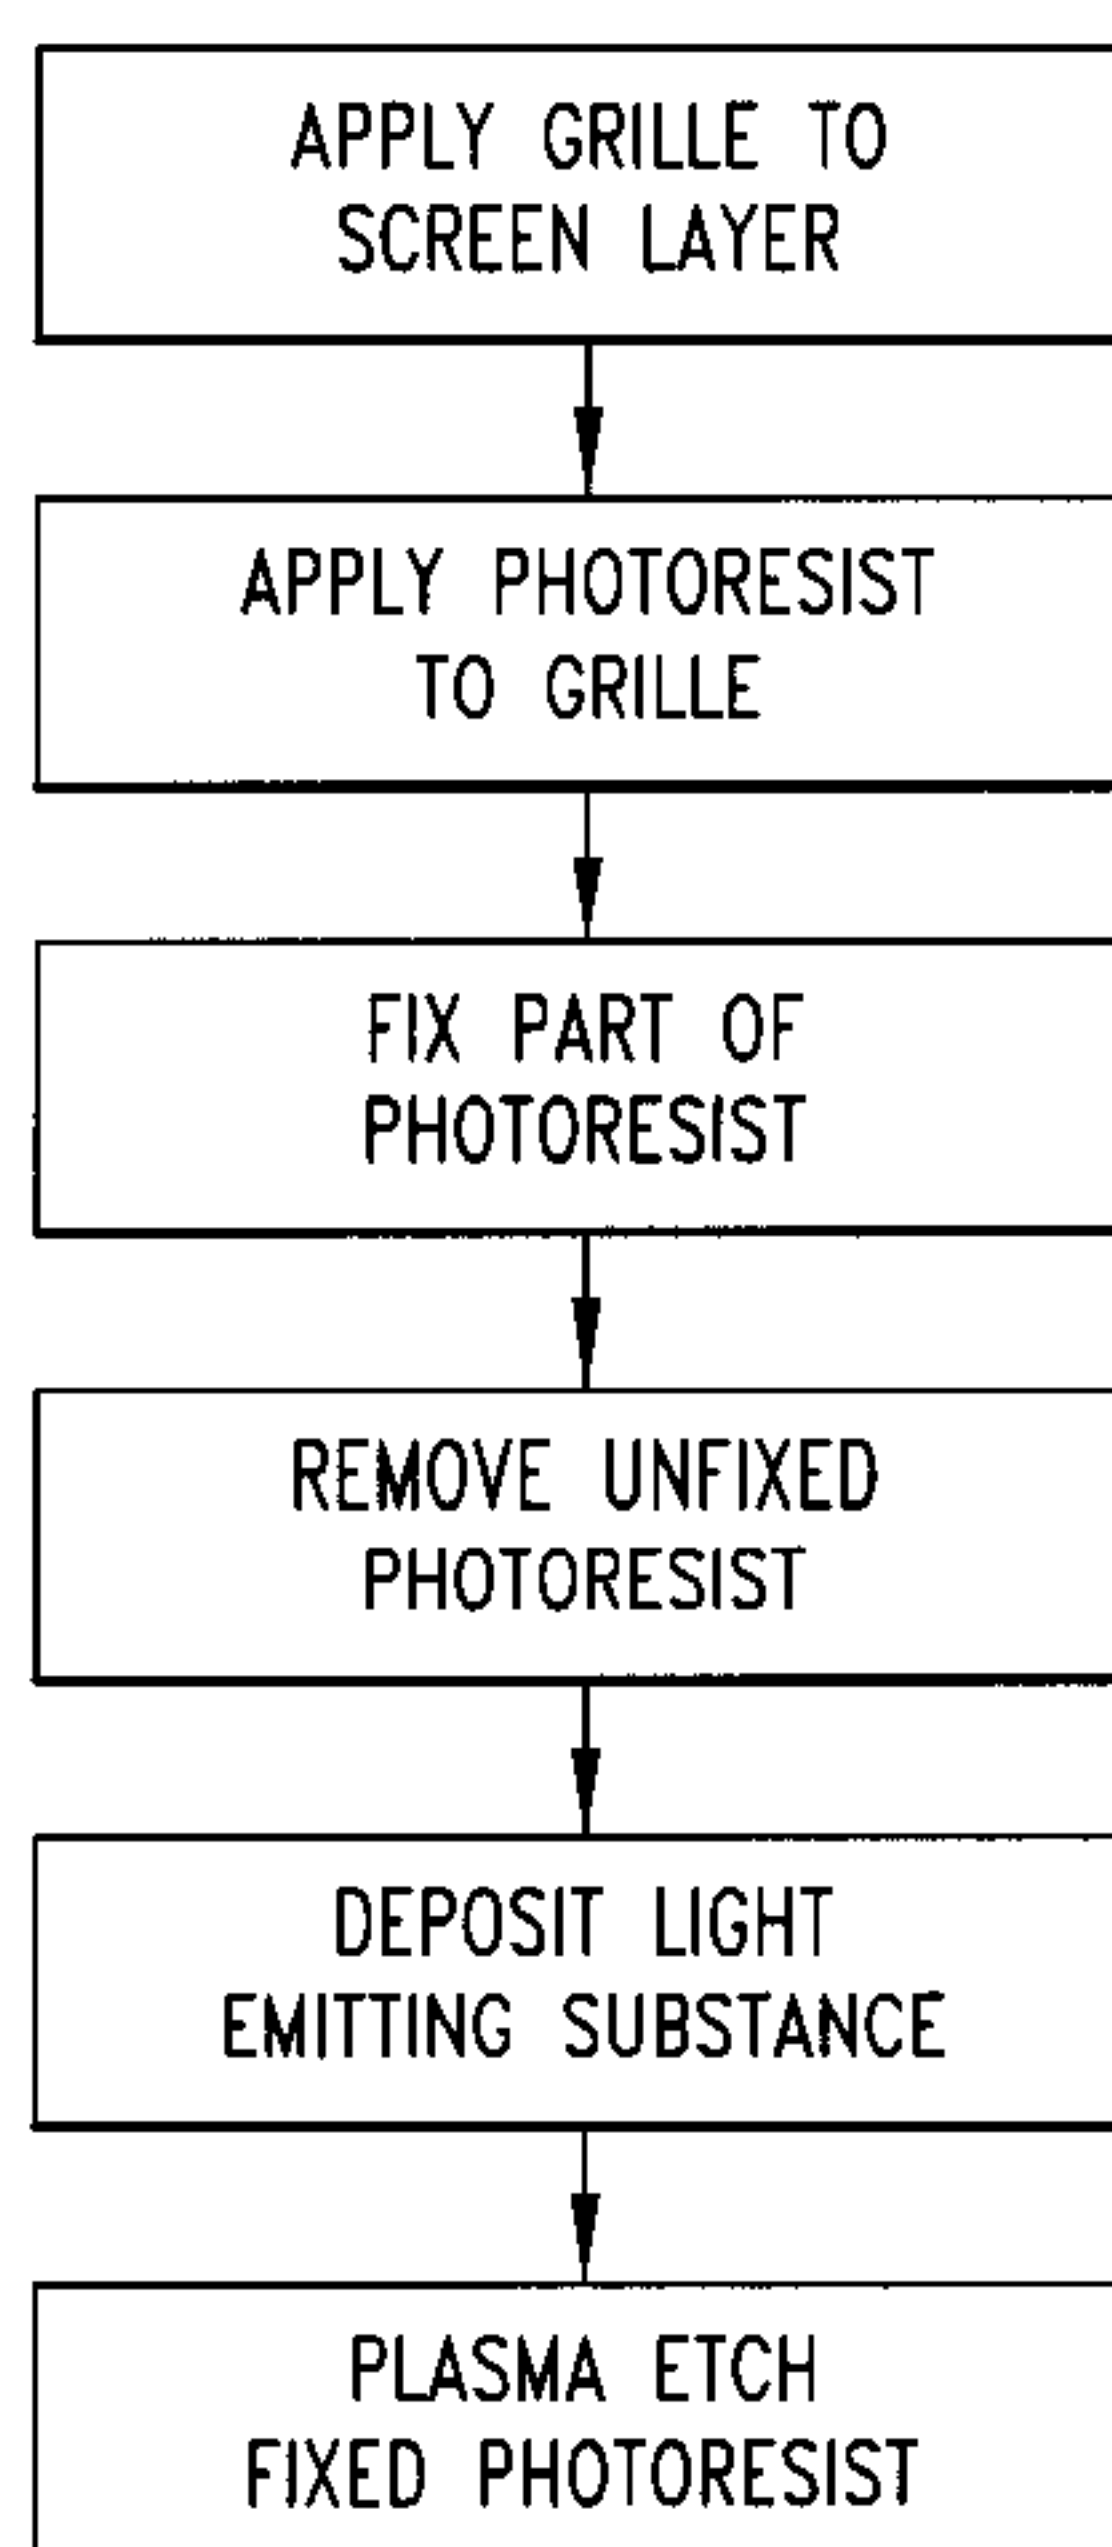 APPLY GRILLE TO
SCREEN LAYER
APPLY PHOTORESIST
TO GRILLE
FIX PART OF
PHOTORESIST
REMOVE UNFIXED
PHOTORESIST
DEPOSIT LIGHT
EMITTING SUBSTANCE
PLASMA ETCH
FIXED PHOTORESIST